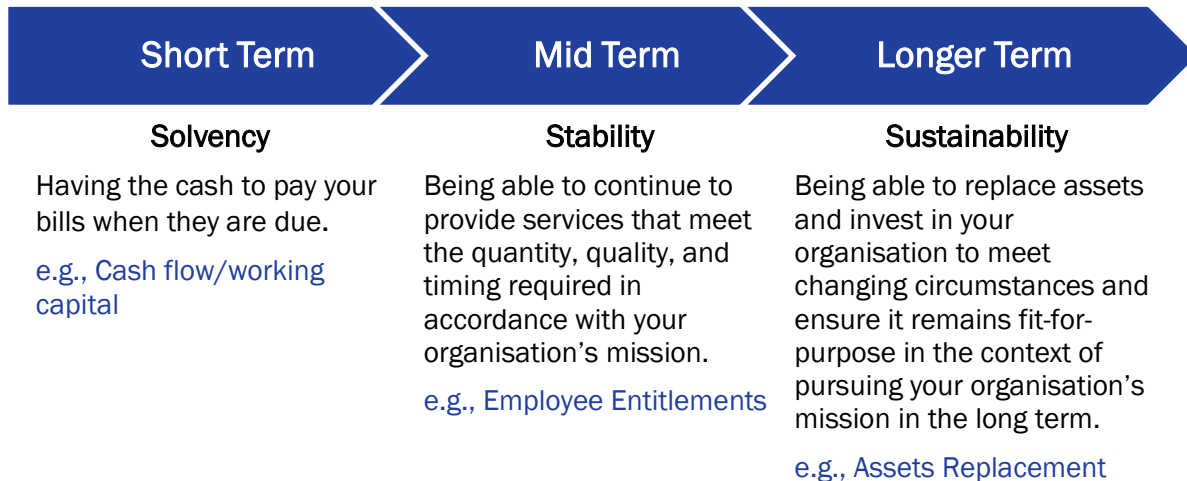 Short Term
Mid Term
Longer Term
Solvency
Having the cash to pay your
bills when they are due.
e.g., Cash flow/working
capital
Stability
Being able to continue to
provide services that meet
the quantity, quality, and
timing required in
accordance with your
organisation’s mission.
e.g., Employee Entitlements
Sustainability
Being able to replace assets
and invest in your
organisation to meet
changing circumstances and
ensure it remains fit-for-
purpose in the context of
pursuing your organisation’s
mission in the long term.
e.g., Assets Replacement